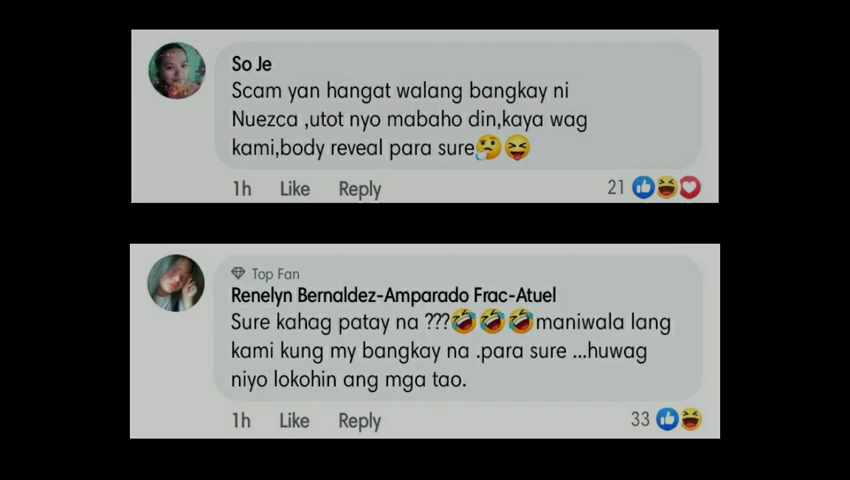 So Je
Scam yan hangat walang bangkay ni
Nuezca ,utot nyo mabaho din,kaya wag
kami,body reveal para sure🤔😝
1h Like Reply 21
Top Fan
Renelyn Bernaldez-Amparado Frac-Atuel
Sure kahag patay na ???🤣🤣🤣maniwala lang
kami kung my bangkay na .para sure ...huwag
niyo lokohin ang mga tao.
1h Like Reply 33